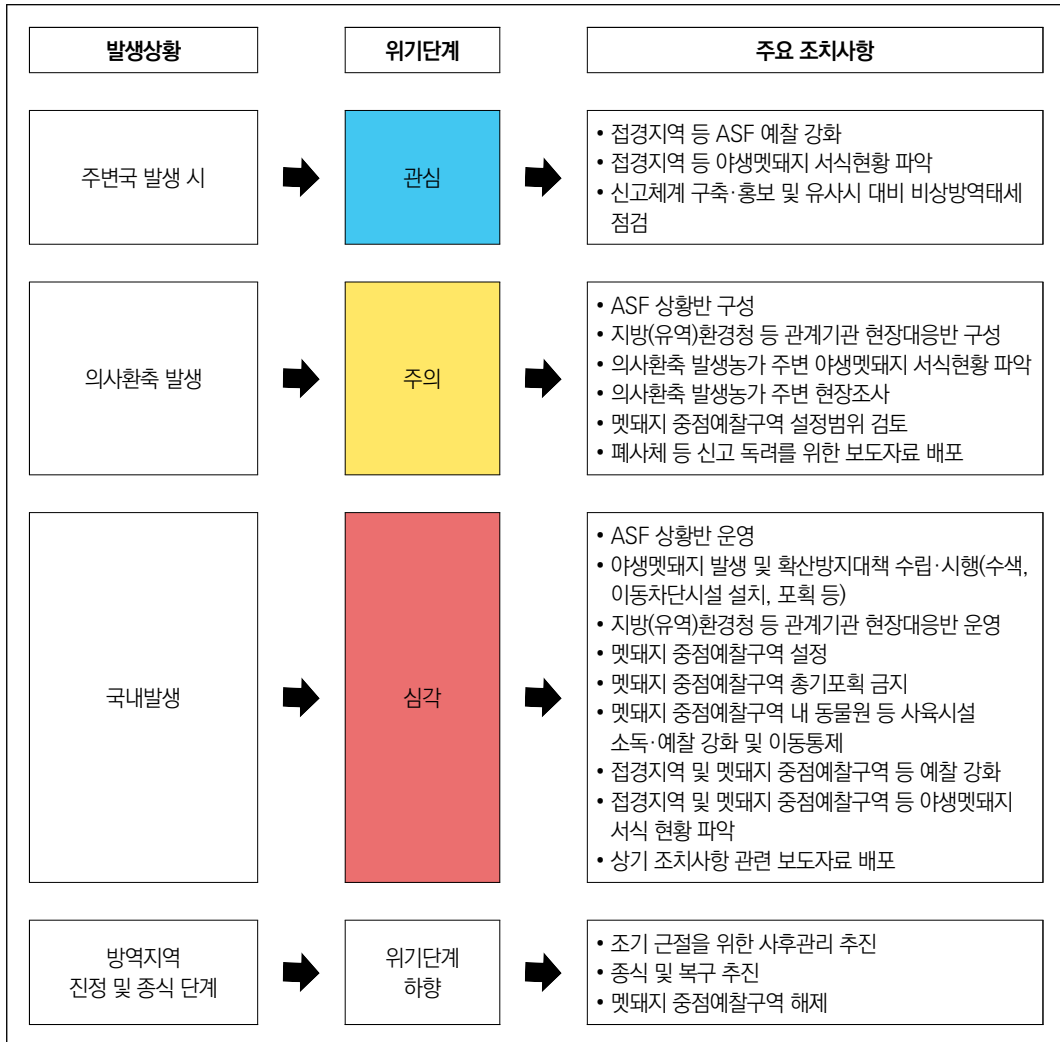 발생상황
위기단계
주요 조치사항
주변국 발생 시
관심
• 접경지역 등 ASF 예찰 강화
• 접경지역 등 야생멧돼지 서식현황 파악
• 신고체계 구축·홍보 및 유사시 대비 비상방역태세
점검
의사환축 발생
주의
• ASF 상황반 구성
• 지방(유역)환경청 등 관계기관 현장대응반 구성
• 의사환축 발생농가 주변 야생멧돼지 서식현황 파악
• 의사환축 발생농가 주변 현장조사
• 멧돼지 중점예찰구역 설정범위 검토
• 폐사체 등 신고 독려를 위한 보도자료 배포
국내발생
심각
• ASF 상황반 운영
• 야생멧돼지 발생 및 확산방지대책 수립·시행(수색,
이동차단시설 설치, 포획 등)
• 지방(유역)환경청 등 관계기관 현장대응반 운영
• 멧돼지 중점예찰구역 설정
• 멧돼지 중점예찰구역 총기포획 금지
• 멧돼지 중점예찰구역 내 동물원 등 사육시설
소독·예찰 강화 및 이동통제
• 접경지역 및 멧돼지 중점예찰구역 등 예찰 강화
• 접경지역 및 멧돼지 중점예찰구역 등 야생멧돼지
서식 현황 파악
• 상기 조치사항 관련 보도자료 배포
방역지역
진정 및 종식 단계
위기단계
하향
• 조기 근절을 위한 사후관리 추진
• 종식 및 복구 추진
• 멧돼지 중점예찰구역 해제